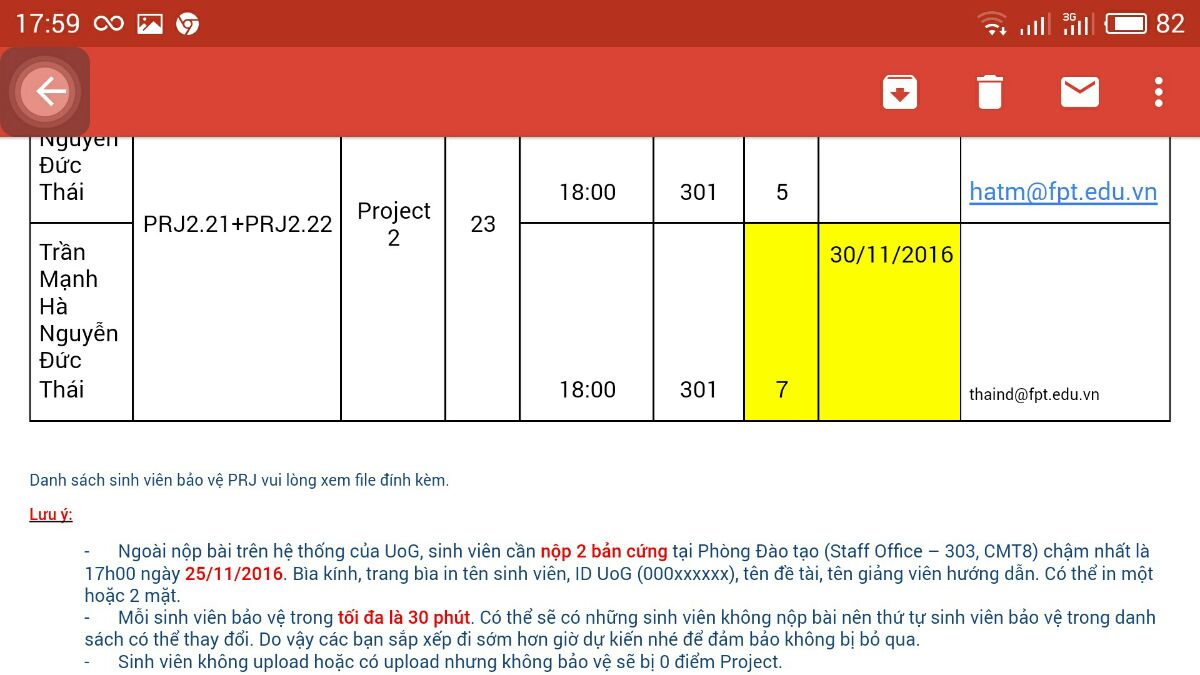 17:59
3G
82
Nguyễn
Đức
Thái
18:00
301
5
hatm@fpt.edu.vn
PRJ2.21+PRJ2.22
Project
2
23
Trần
Mạnh
Hà
Nguyễn
Đức
Thái
18:00
301
7
30/11/2016
thaind@fpt.edu.vn
Danh sách sinh viên bảo vệ PRJ vui lòng xem file đính kèm.
Lưu ý:
- Ngoài nộp bài trên hệ thống của UoG, sinh viên cần nộp 2 bản cứng tại Phòng Đào tạo (Staff Office – 303, CMT8) chậm nhất là
17h00 ngày 25/11/2016. Bìa kính, trang bìa in tên sinh viên, ID UoG (000xxxxxx), tên đề tài, tên giảng viên hướng dẫn. Có thể in một
hoặc 2 mặt.
- Mỗi sinh viên bảo vệ trong tối đa là 30 phút. Có thể sẽ có những sinh viên không nộp bài nên thứ tự sinh viên bảo vệ trong danh
sách có thể thay đổi. Do vậy các bạn sắp xếp đi sớm hơn giờ dự kiến nhé để đảm bảo không bị bỏ qua.
- Sinh viên không upload hoặc có upload nhưng không bảo vệ sẽ bị 0 điểm Project.